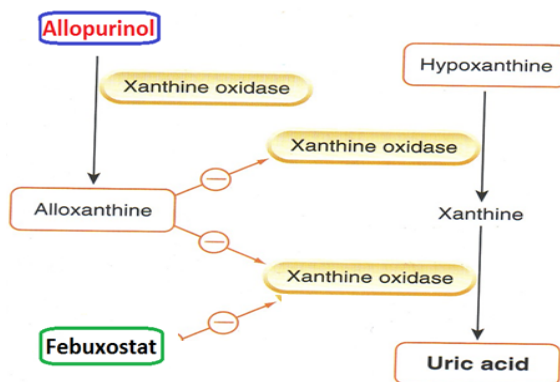 Allopurinol
Xanthine oxidase
Hypoxanthine
Xanthine oxidase
Alloxanthine
Xanthine
Xanthine oxidase
Febuxostat
Uric acid